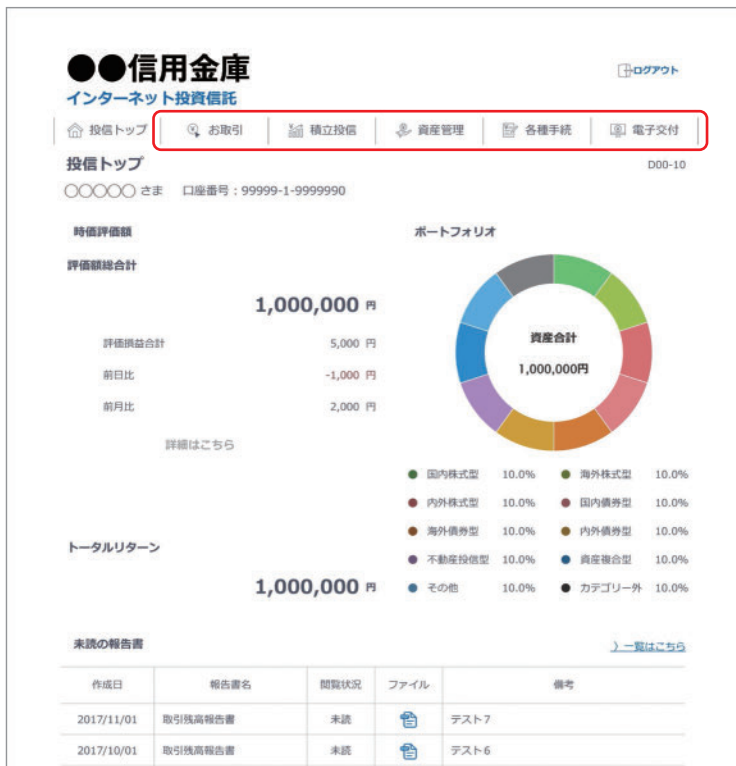 ●●信用金庫
ログアウト
インターネット投資信託
投信トップ お取引 積立投信 資産管理 各種手続 電子交付
投信トップ D00-10
○○○○○ さま 口座番号：99999-1-9999990
時価評価額
評価額総合計
1,000,000 円
評価損益合計 5,000 円
前日比 -1,000 円
前月比 2,000 円
詳細はこちら
トータルリターン
1,000,000 円
ポートフォリオ
資産合計
1,000,000円
国内株式型 10.0% 海外株式型 10.0%
内外株式型 10.0% 国内債券型 10.0%
海外債券型 10.0% 内外債券型 10.0%
不動産投信型 10.0% 資産複合型 10.0%
その他 10.0% カテゴリー外 10.0%
未読の報告書 〉一覧はこちら
作成日 報告書名 閲覧状況 ファイル 備考
2017/11/01 取引残高報告書 未読 テスト7
2017/10/01 取引残高報告書 未読 テスト6